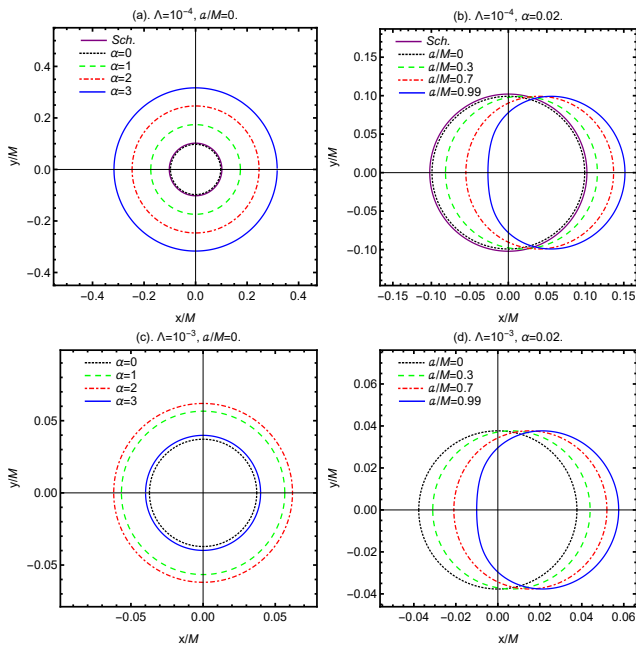 (a). Λ=10⁻⁴, a/M=0.
Sch.
α=0
α=1
α=2
α=3
y/M
0.4
0.2
0.0
−0.2
−0.4
−0.4 −0.2 0.0 0.2 0.4
x/M
(b). Λ=10⁻⁴, α=0.02.
Sch.
a/M=0
a/M=0.3
a/M=0.7
a/M=0.99
y/M
0.15
0.10
0.05
0.00
−0.05
−0.10
−0.15 −0.10 −0.05 0.00 0.05 0.10 0.15
x/M
(c). Λ=10⁻³, a/M=0.
α=0
α=1
α=2
α=3
y/M
0.05
0.00
−0.05
−0.05 0.00 0.05
x/M
(d). Λ=10⁻³, α=0.02.
a/M=0
a/M=0.3
a/M=0.7
a/M=0.99
y/M
0.06
0.04
0.02
0.00
−0.02
−0.04
−0.04 −0.02 0.00 0.02 0.04 0.06
x/M